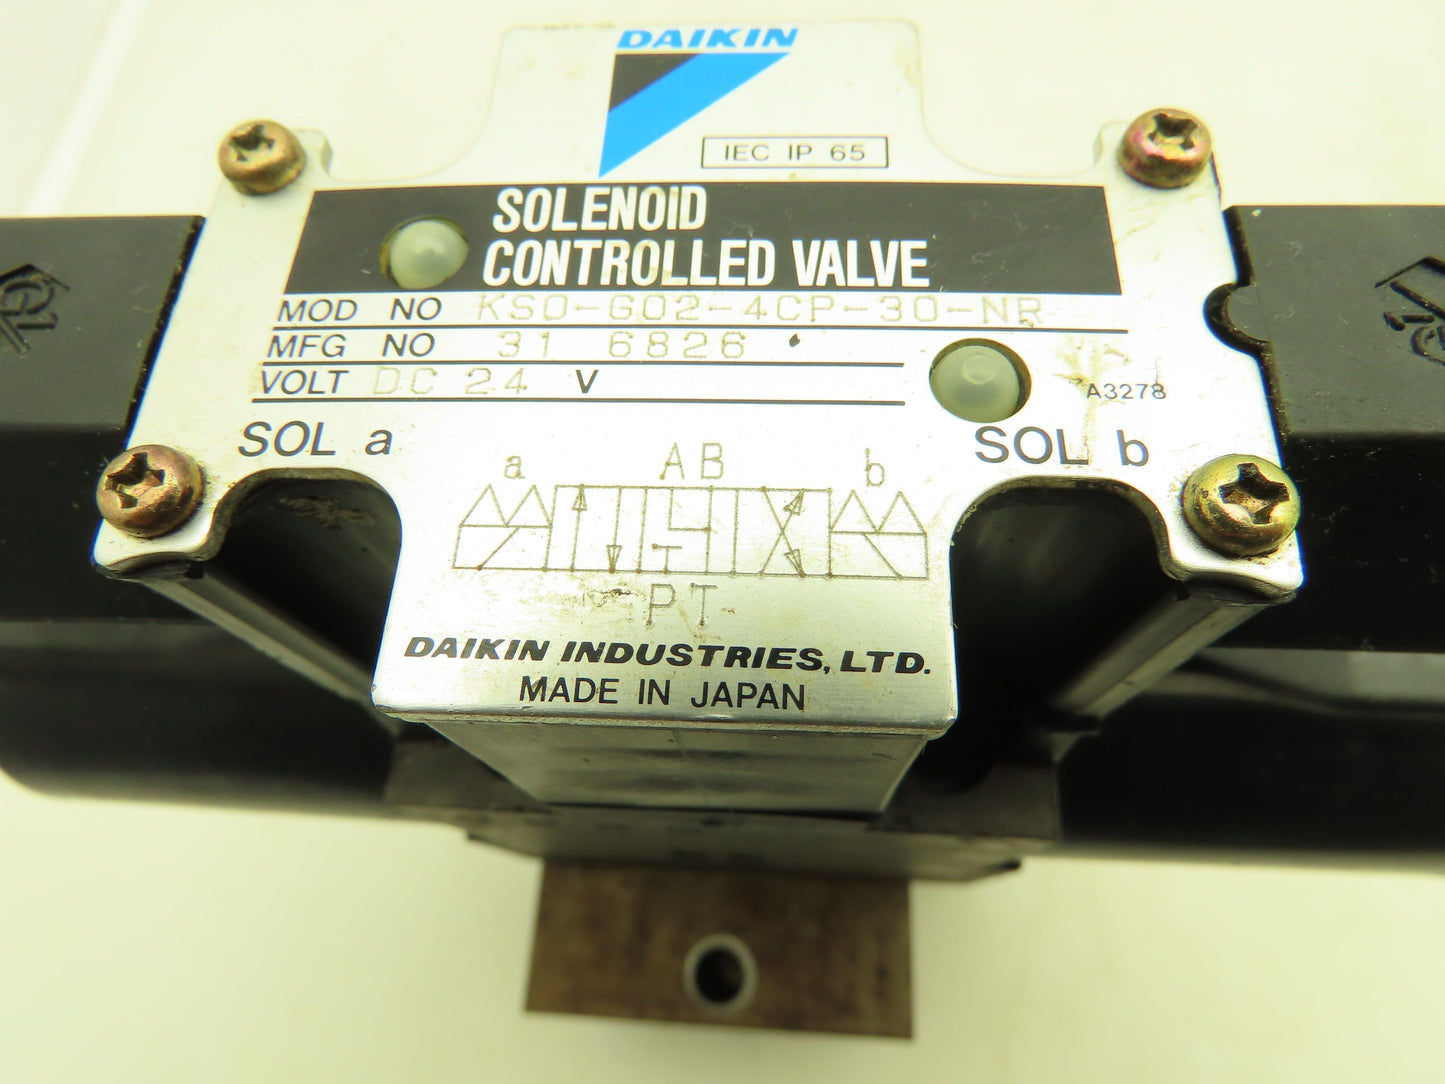 DAIKIN
IEC IP 65
SOLENOID
CONTROLLED VALVE
MOD NO KSO-G02-4CP-30-NR
MFG NO 31 6826
VOLT DC 24 V
A3278
SOL a
SOL b
a AB b
PT
DAIKIN INDUSTRIES, LTD.
MADE IN JAPAN